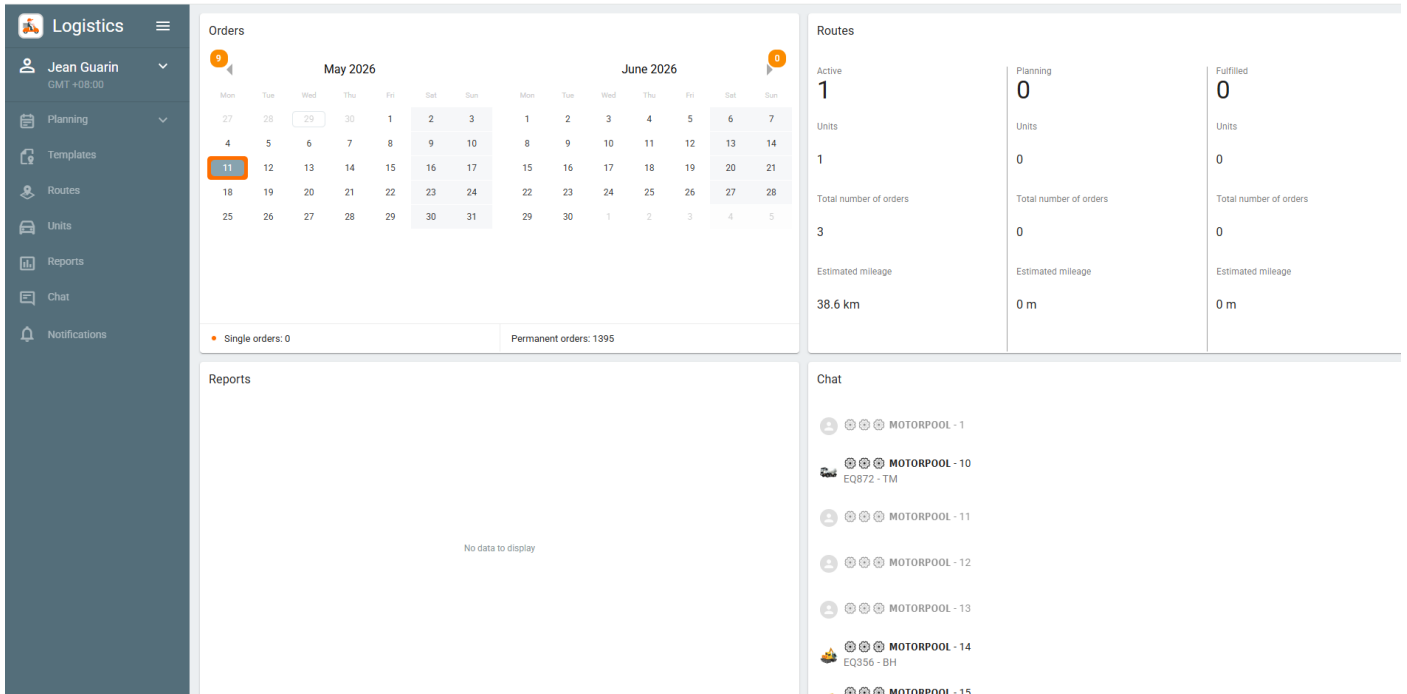 Logistics
Jean Guarin
GMT +08:00
Planning
Templates
Routes
Units
Reports
Chat
Notifications
Orders
9
May 2026
June 2026
0
Mon Tue Wed Thu Fri Sat Sun Mon Tue Wed Thu Fri Sat Sun
27 28 29 30 1 2 3 1 2 3 4 5 6 7
4 5 6 7 8 9 10 8 9 10 11 12 13 14
11 12 13 14 15 16 17 15 16 17 18 19 20 21
18 19 20 21 22 23 24 22 23 24 25 26 27 28
25 26 27 28 29 30 31 29 30 1 2 3 4 5
Single orders: 0
Permanent orders: 1395
Routes
Active Planning Fulfilled
1 0 0
Units Units Units
1 0 0
Total number of orders Total number of orders Total number of orders
3 0 0
Estimated mileage Estimated mileage Estimated mileage
38.6 km 0 m 0 m
Reports
No data to display
Chat
MOTORPOOL - 1
MOTORPOOL - 10
EQ872 - TM
MOTORPOOL - 11
MOTORPOOL - 12
MOTORPOOL - 13
MOTORPOOL - 14
EQ356 - BH
MOTORPOOL - 15